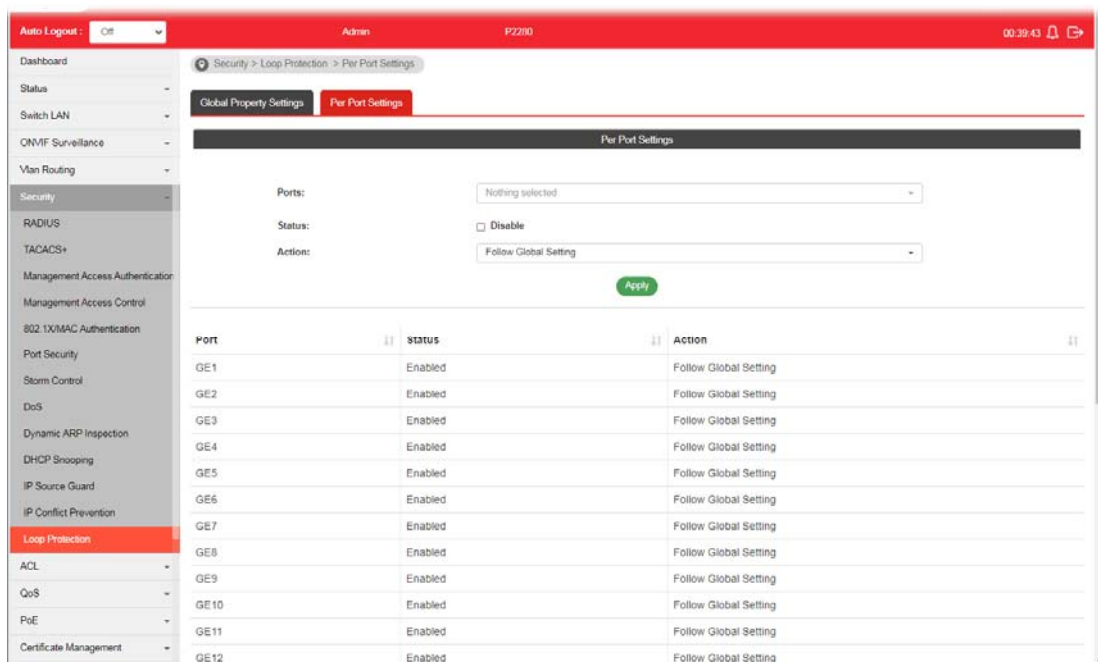 Auto Logout : Off Admin P2280 00:39:43
Dashboard
Status
Switch LAN
ONVIF Surveillance
Vlan Routing
Security
RADIUS
TACACS+
Management Access Authentication
Management Access Control
802.1X/MAC Authentication
Port Security
Storm Control
DoS
Dynamic ARP Inspection
DHCP Snooping
IP Source Guard
IP Conflict Prevention
Loop Protection
ACL
QoS
PoE
Certificate Management
Security > Loop Protection > Per Port Settings
Global Property Settings Per Port Settings
Per Port Settings
Ports: Nothing selected
Status: Disable
Action: Follow Global Setting
Apply
Port Status Action
GE1 Enabled Follow Global Setting
GE2 Enabled Follow Global Setting
GE3 Enabled Follow Global Setting
GE4 Enabled Follow Global Setting
GE5 Enabled Follow Global Setting
GE6 Enabled Follow Global Setting
GE7 Enabled Follow Global Setting
GE8 Enabled Follow Global Setting
GE9 Enabled Follow Global Setting
GE10 Enabled Follow Global Setting
GE11 Enabled Follow Global Setting
GE12 Enabled Follow Global Setting